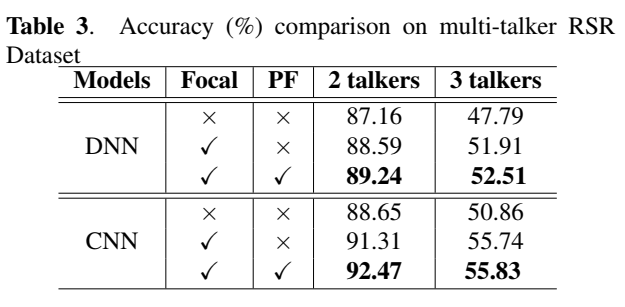 Table 3. Accuracy (%) comparison on multi-talker RSR
Dataset
Models Focal PF 2 talkers 3 talkers
× × 87.16 47.79
DNN ✓ × 88.59 51.91
✓ ✓ 89.24 52.51
× × 88.65 50.86
CNN ✓ × 91.31 55.74
✓ ✓ 92.47 55.83